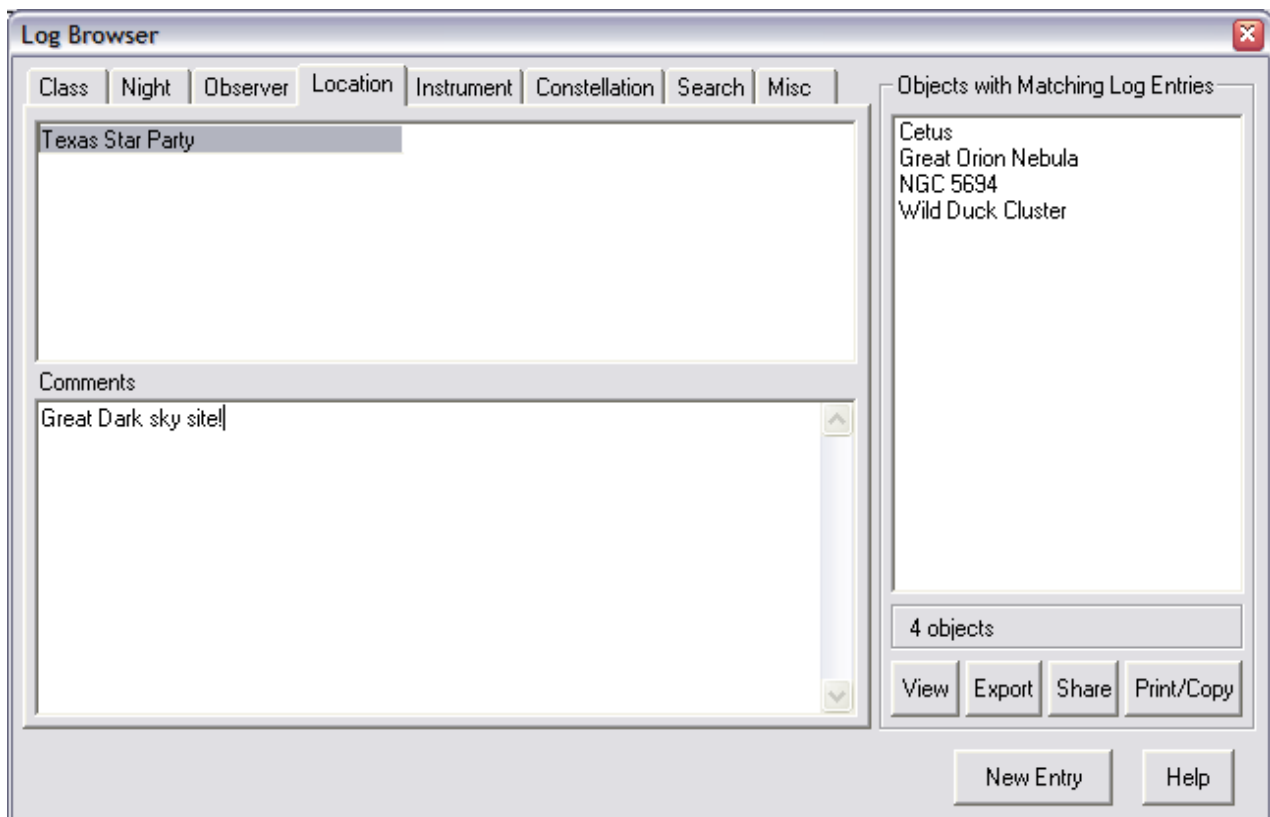 Log Browser
Class Night Observer Location Instrument Constellation Search Misc
Texas Star Party
Comments
Great Dark sky site!
Objects with Matching Log Entries
Cetus
Great Orion Nebula
NGC 5694
Wild Duck Cluster
4 objects
View Export Share Print/Copy
New Entry Help